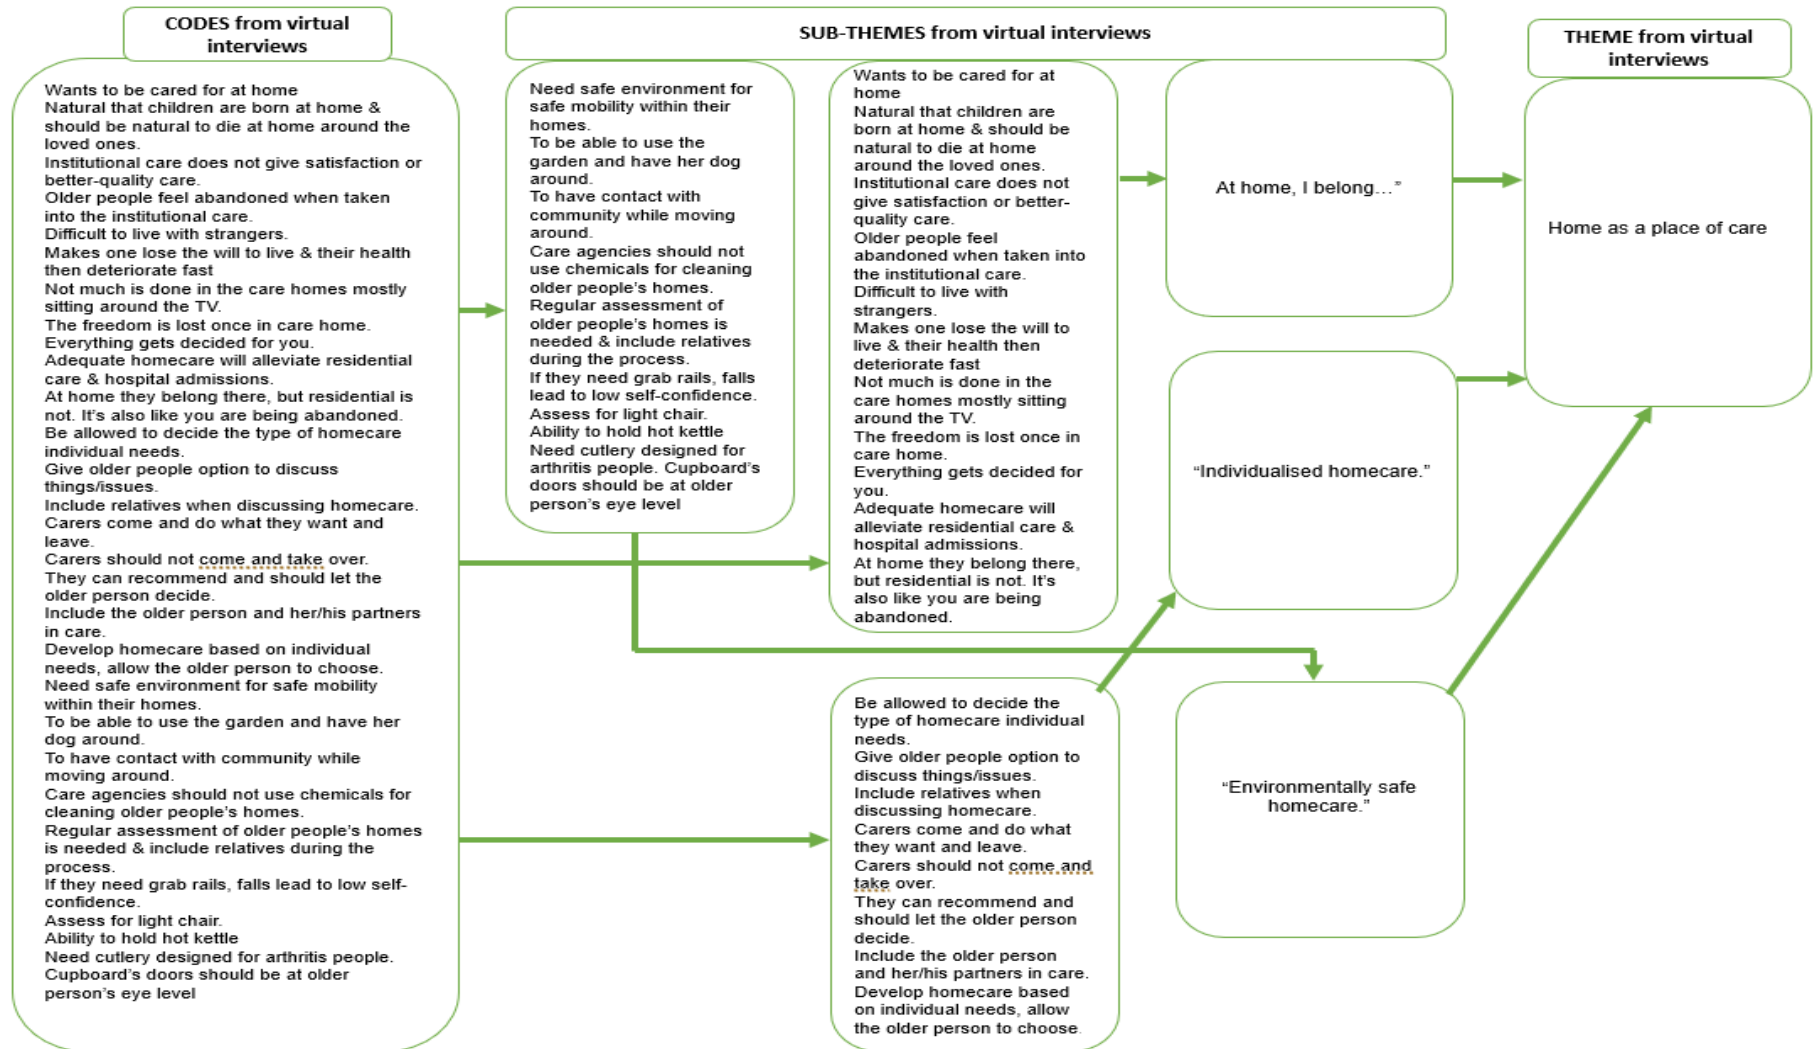 CODES from virtual
interviews
Wants to be cared for at home
Natural that children are born at home &
should be natural to die at home around the
loved ones.
Institutional care does not give satisfaction or
better-quality care.
Older people feel abandoned when taken
into the institutional care.
Difficult to live with strangers.
Makes one lose the will to live & their health
then deteriorate fast
Not much is done in the care homes mostly
sitting around the TV.
The freedom is lost once in care home.
Everything gets decided for you.
Adequate homecare will alleviate residential
care & hospital admissions.
At home they belong there, but residential is
not. It's also like you are being abandoned.
Be allowed to decide the type of homecare
individual needs.
Give older people option to discuss
things/issues.
Include relatives when discussing homecare.
Carers come and do what they want and
leave.
Carers should not come and take over.
They can recommend and should let the
older person decide.
Include the older person and her/his partners
in care.
Develop homecare based on individual
needs, allow the older person to choose.
Need safe environment for safe mobility
within their homes.
To be able to use the garden and have her
dog around.
To have contact with community while
moving around.
Care agencies should not use chemicals for
cleaning older people's homes.
Regular assessment of older people's homes
is needed & include relatives during the
process.
If they need grab rails, falls lead to low self-
confidence.
Assess for light chair.
Ability to hold hot kettle
Need cutlery designed for arthritis people.
Cupboard's doors should be at older
person's eye level
SUB-THEMES from virtual interviews
Need safe environment for
safe mobility within their
homes.
To be able to use the
garden and have her dog
around.
To have contact with
community while moving
around.
Care agencies should not
use chemicals for cleaning
older people's homes.
Regular assessment of
older people's homes is
needed & include relatives
during the process.
If they need grab rails, falls
lead to low self-confidence.
Assess for light chair.
Ability to hold hot kettle
Need cutlery designed for
arthritis people. Cupboard's
doors should be at older
person's eye level
Wants to be cared for at
home
Natural that children are
born at home & should be
natural to die at home
around the loved ones.
Institutional care does not
give satisfaction or better-
quality care.
Older people feel
abandoned when taken into
the institutional care.
Difficult to live with
strangers.
Makes one lose the will to
live & their health then
deteriorate fast
Not much is done in the
care homes mostly sitting
around the TV.
The freedom is lost once in
care home.
Everything gets decided for
you.
Adequate homecare will
alleviate residential care &
hospital admissions.
At home they belong there,
but residential is not. It's
also like you are being
abandoned.
Be allowed to decide the
type of homecare individual
needs.
Give older people option to
discuss things/issues.
Include relatives when
discussing homecare.
Carers come and do what
they want and leave.
Carers should not come and
take over.
They can recommend and
should let the older person
decide.
Include the older person
and her/his partners in care.
Develop homecare based
on individual needs, allow
the older person to choose.
At home, I belong…”
“Individualised homecare.”
“Environmentally safe
homecare.”
THEME from virtual
interviews
Home as a place of care